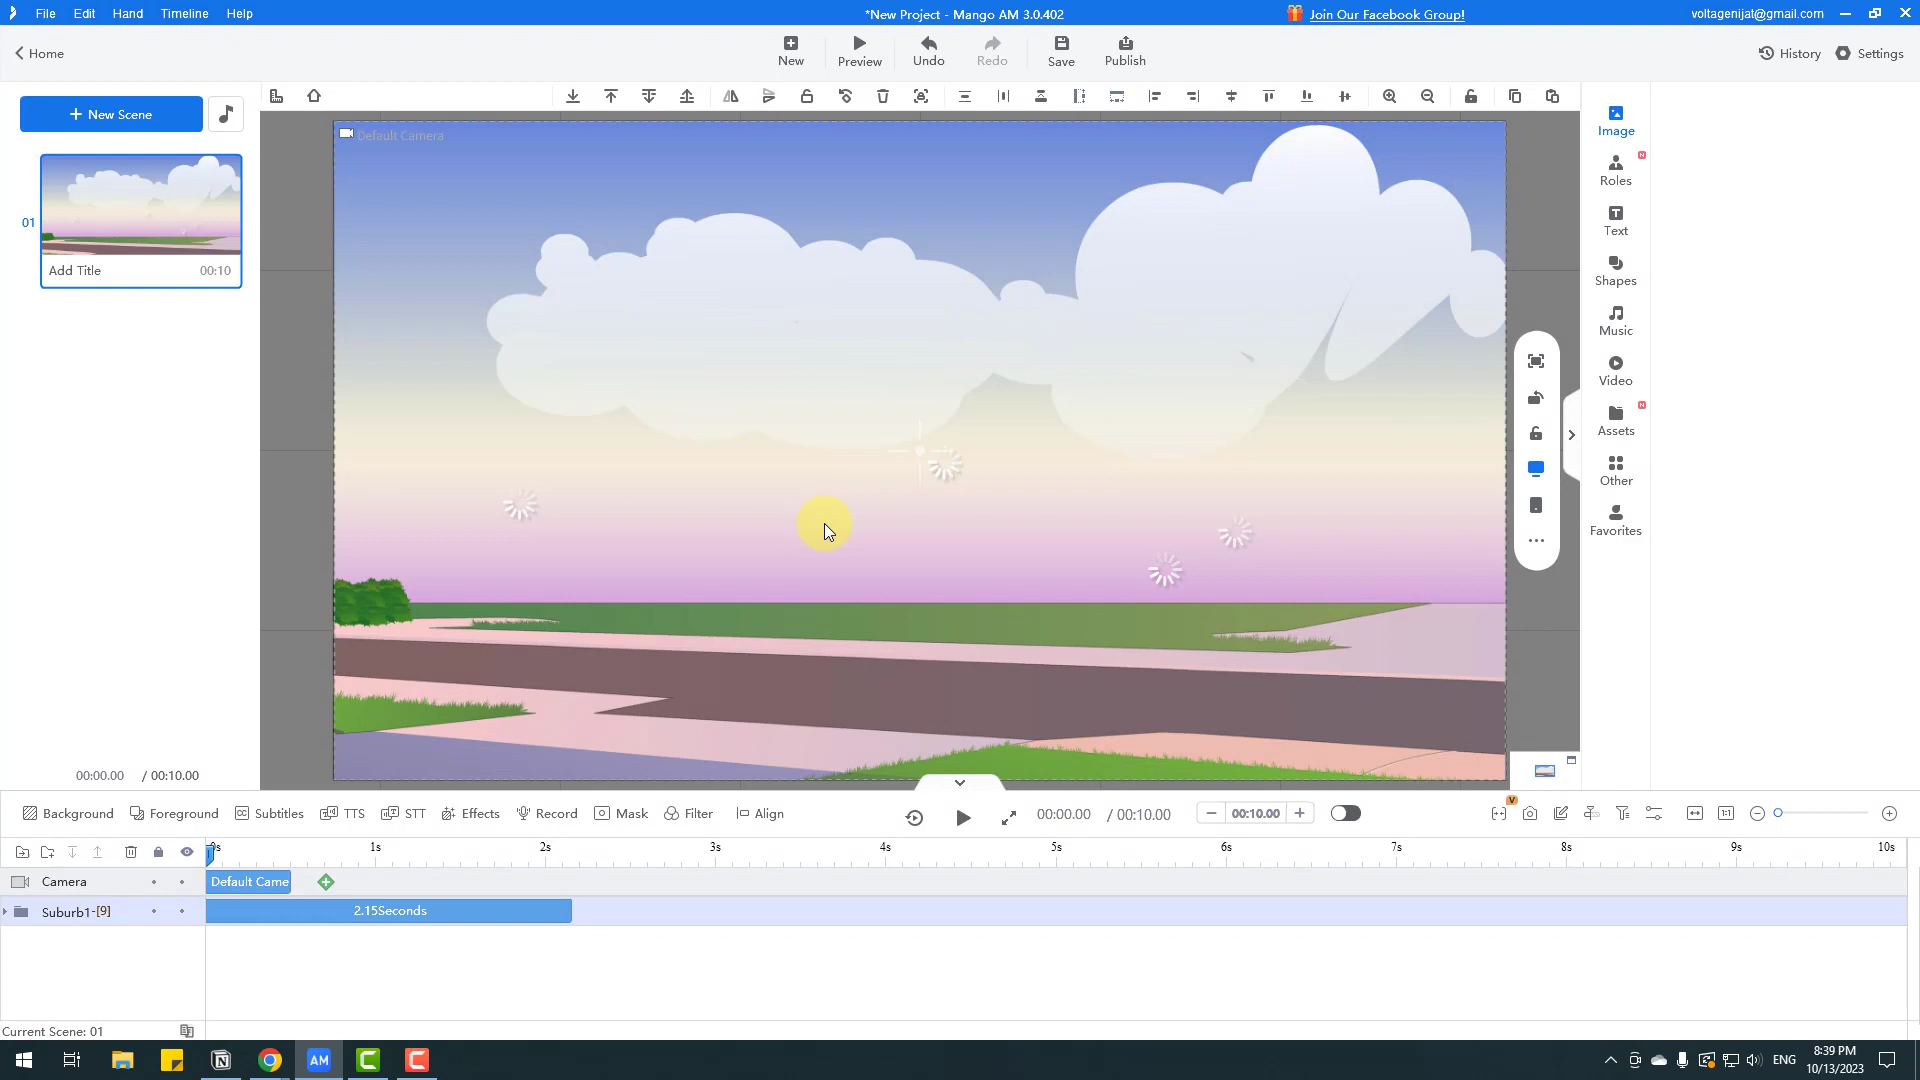 File Edit Hand Timeline Help
*New Project - Mango AM 3.0.402
Join Our Facebook Group!
voltagenijat@gmail.com
Home
New
Preview
Undo
Redo
Save
Publish
History
Settings
New Scene
Default Camera
01
Add Title 00:10
Image
Roles
N
Text
Shapes
Music
Video
Assets
N
Other
Favorites
00:00.00 / 00:10.00
Background
Foreground
Subtitles
TTS
STT
Effects
Record
Mask
Filter
Align
00:00.00 / 00:10.00
00:10.00
V
1:1
0s 1s 2s 3s 4s 5s 6s 7s 8s 9s 10s
Camera
Default Came
Suburb1-[9]
2.15Seconds
Current Scene: 01
AM
ENG
8:39 PM
10/13/2023